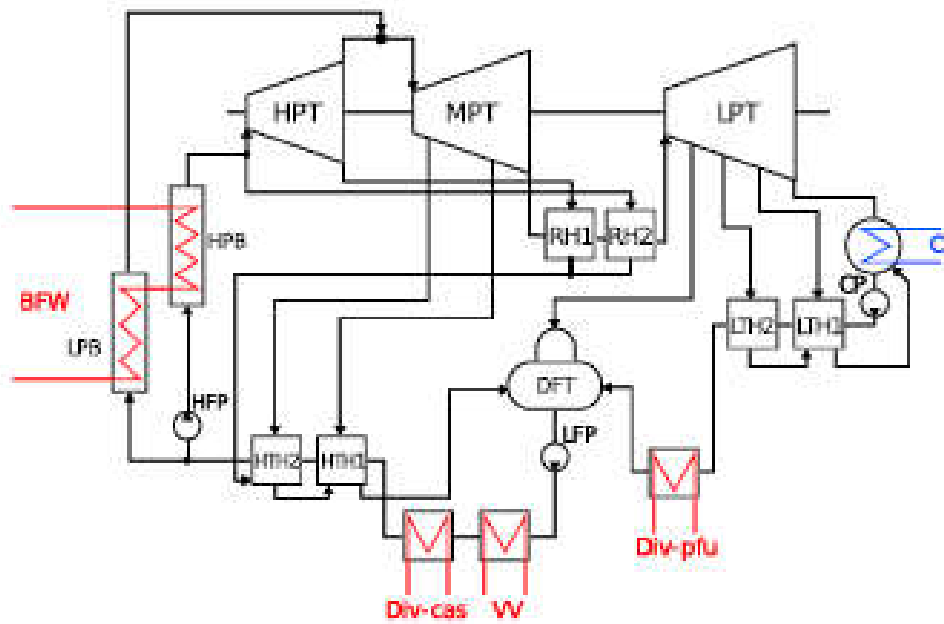 HPT
MPT
LPT
HPB
RH1
RH2
BFW
CP
LPB
LTH2
LTH1
DFT
HFP
LFP
HTH2
HTH1
Div-pfu
Div-cas
VV